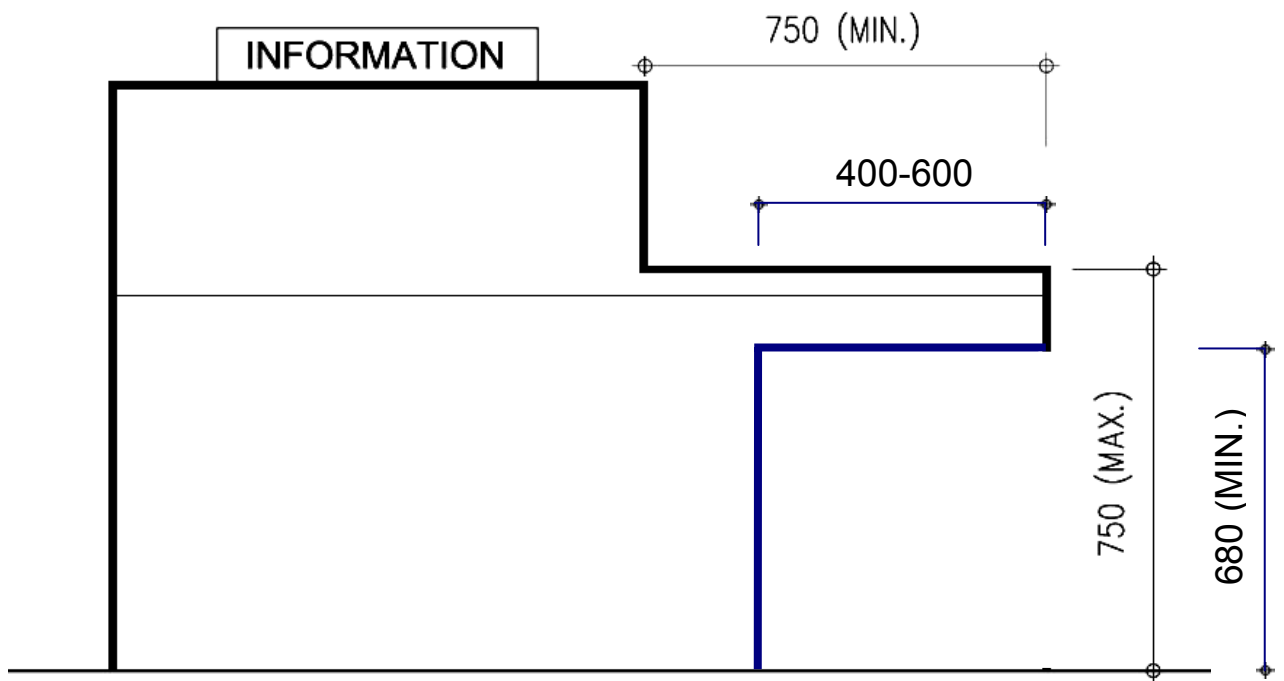 INFORMATION
750 (MIN.)
400-600
750 (MAX.)
680 (MIN.)